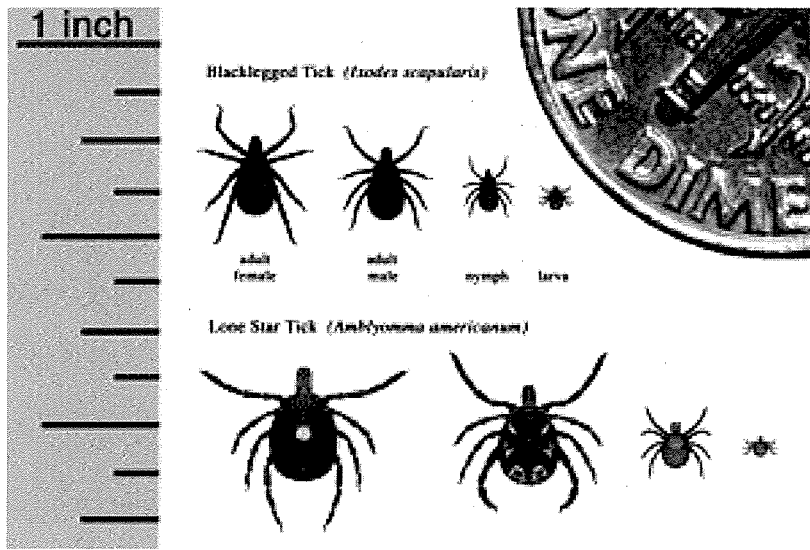 1 inch
Blacklegged Tick (Ixodes scapularis)
ONE DIME
adult female
adult male
nymph
larva
Lone Star Tick (Amblyomma americanum)